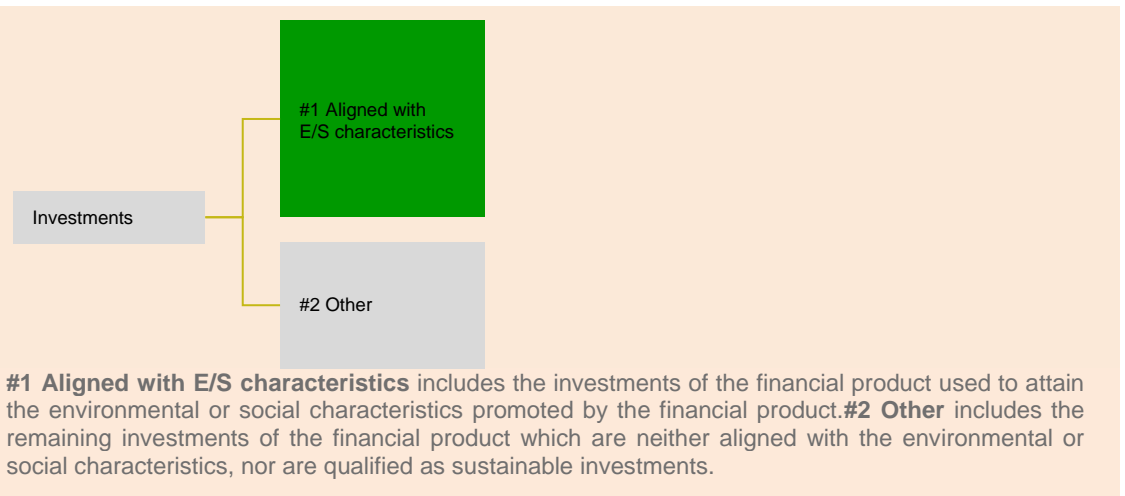 #1 Aligned with
E/S characteristics
Investments
#2 Other
#1 Aligned with E/S characteristics includes the investments of the financial product used to attain
the environmental or social characteristics promoted by the financial product.#2 Other includes the
remaining investments of the financial product which are neither aligned with the environmental or
social characteristics, nor are qualified as sustainable investments.